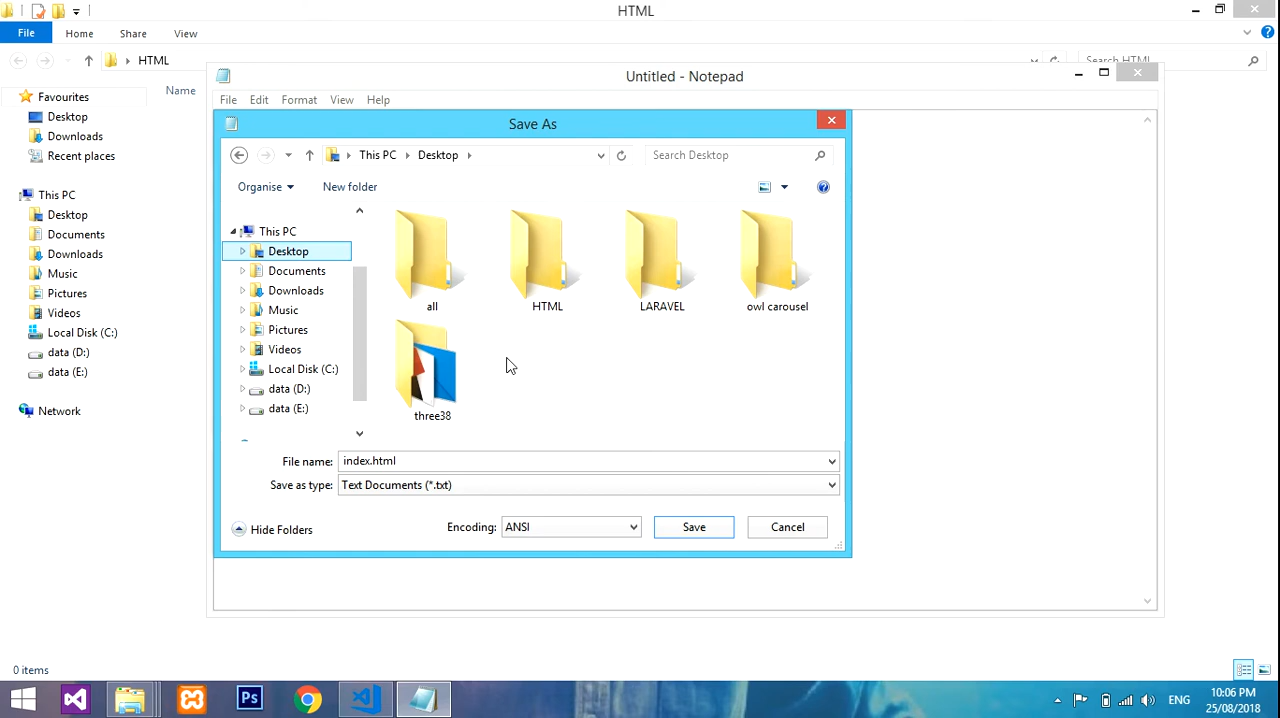 HTML
File Home Share View
HTML
Search HTML
Name
Favourites
Desktop
Downloads
Recent places
This PC
Desktop
Documents
Downloads
Music
Pictures
Videos
Local Disk (C:)
data (D:)
data (E:)
Network
Untitled - Notepad
File Edit Format View Help
Save As
This PC Desktop
Search Desktop
Organise New folder
This PC
Desktop
Documents
Downloads
Music
Pictures
Videos
Local Disk (C:)
data (D:)
data (E:)
all HTML LARAVEL owl carousel
three38
File name: index.html
Save as type: Text Documents (*.txt)
Hide Folders
Encoding: ANSI Save Cancel
0 items
Ps
ENG
10:06 PM
25/08/2018